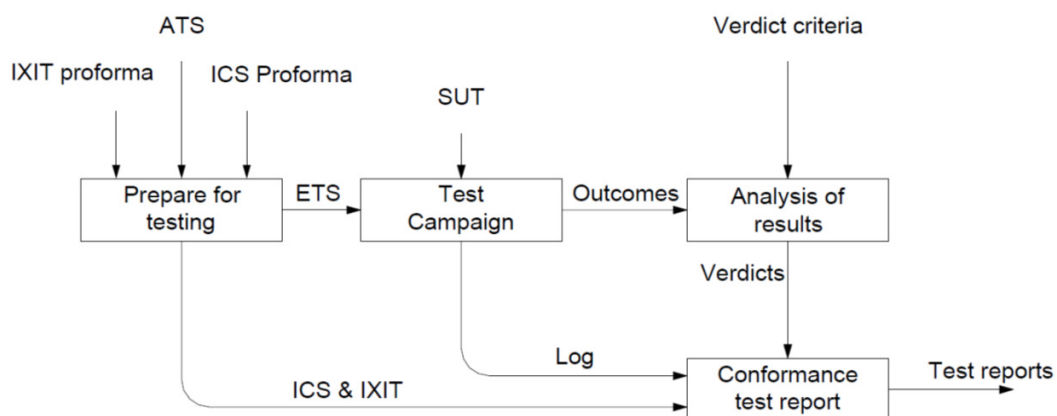 ATS
Verdict criteria
IXIT proforma
ICS Proforma
SUT
Prepare for
testing
ETS
Test
Campaign
Outcomes
Analysis of
results
Verdicts
Log
ICS & IXIT
Conformance
test report
Test reports